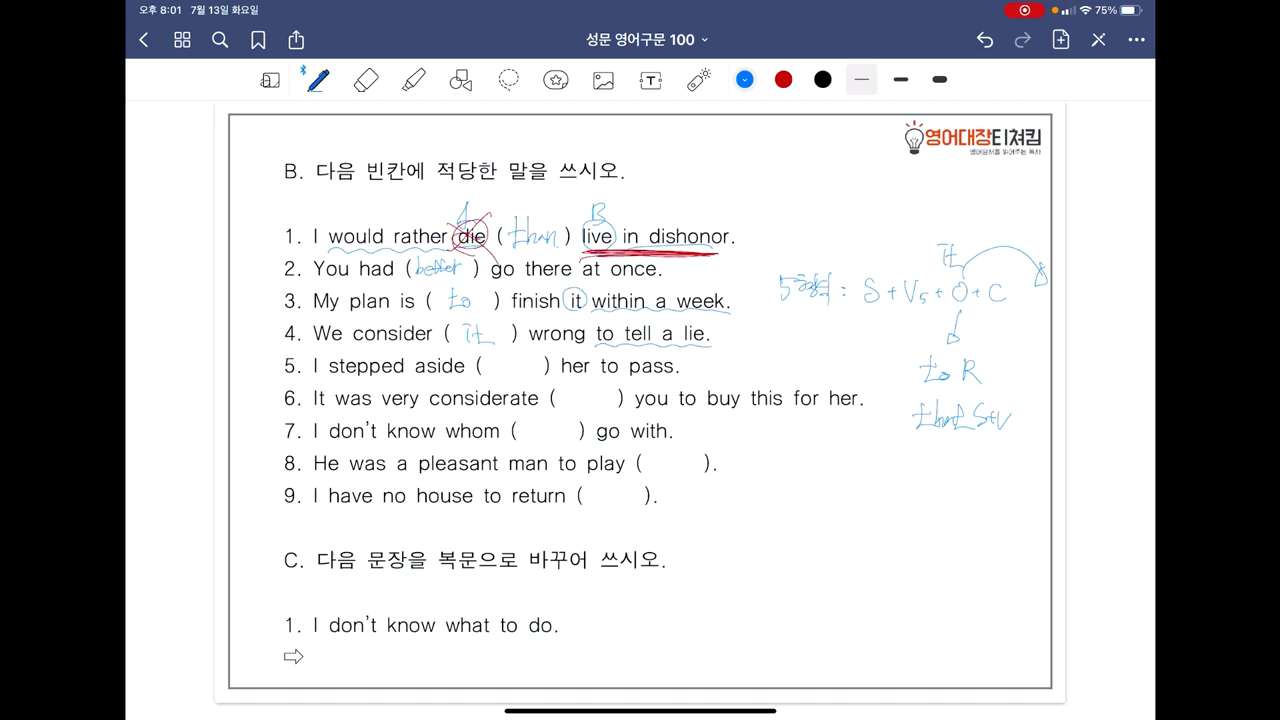 오후 8:01 7월 13일 화요일
75%
성문 영어구문 100
영어대장티쳐킴
B. 다음 빈칸에 적당한 말을 쓰시오.
A B
1. I would rather die ( than ) live in dishonor.
2. You had ( better ) go there at once.
3. My plan is ( to ) finish it within a week.
4. We consider ( it ) wrong to tell a lie.
5. I stepped aside ( ) her to pass.
6. It was very considerate ( ) you to buy this for her.
7. I don't know whom ( ) go with.
8. He was a pleasant man to play ( ).
9. I have no house to return ( ).
it
5형식 : S + V5 + O + C
to R
that S+V
C. 다음 문장을 복문으로 바꾸어 쓰시오.
1. I don't know what to do.
⇨